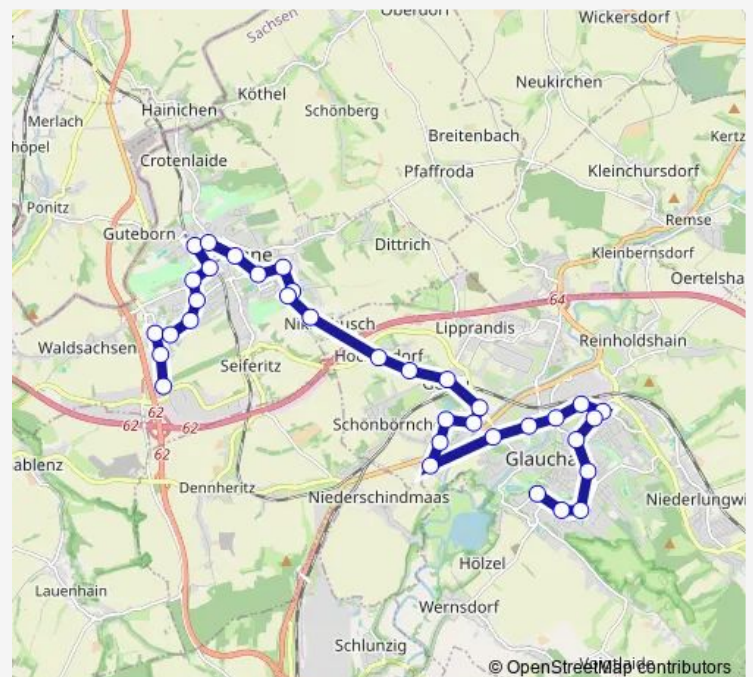 Oberdorf
Wickersdorf
Sachsen
Neukirchen
Köthel
Schönberg
Hainichen
Merlach
Breitenbach
Kertz
höpel
Crotenlaide
Pfaffroda
Kleinchursdorf
Ponitz
Remse
Guteborn
Dittrich
Kleinbernsdorf
ne
Oertelsha
64
Lipprandis
Waldsachsen
Reinholdshain
Seiferitz
62
62
62
62
Schönbörnch
Glaucha
ablenz
Dennheritz
Niederschindmaas
Niederlungwi
Hölzel
Lauenhain
Wernsdorf
Schlunzig
© OpenStreetMap contributors